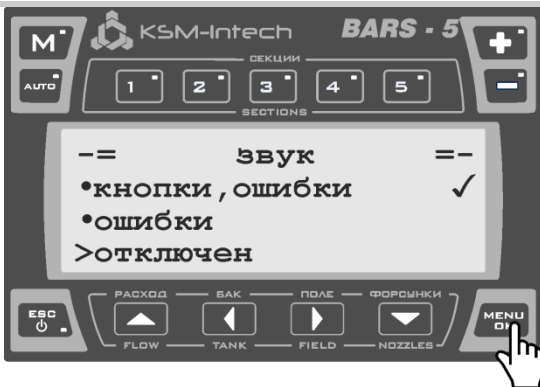 M KSM-Intech BARS - 5 +
СЕКЦИИ
AUTO 1 2 3 4 5 -
SECTIONS
-= звук =-
•кнопки,ошибки ✓
•ошибки
>отключен
РАСХОД БАК ПОЛЕ ФОРСУНКИ
ESC MENU OK
FLOW TANK FIELD NOZZLES